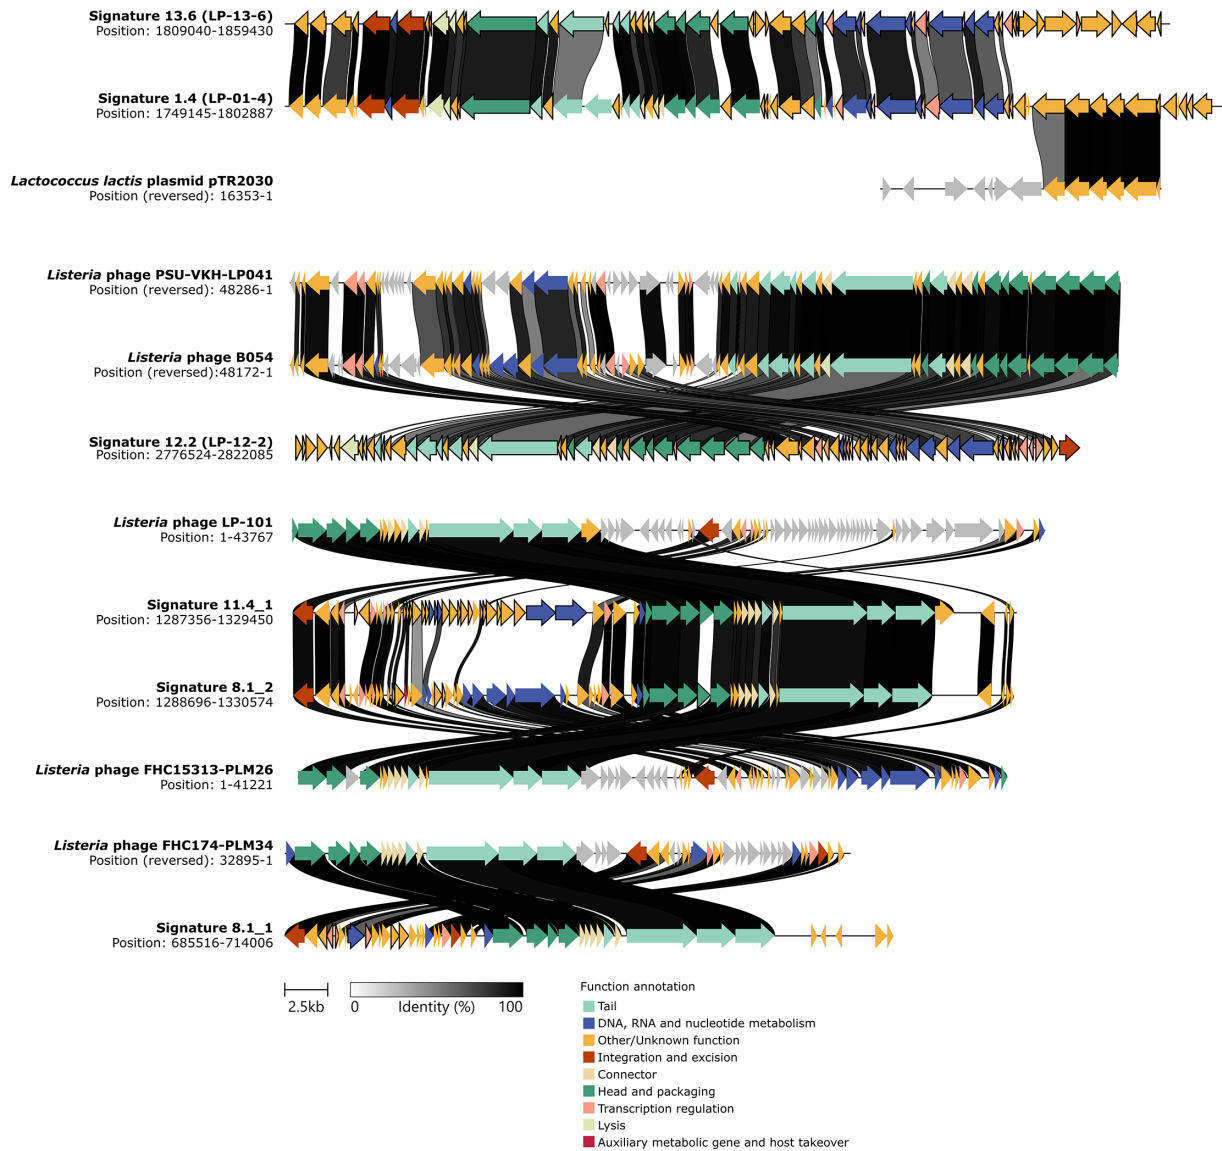 Signature 13.6 (LP-13-6)
Position: 1809040-1859430
Signature 1.4 (LP-01-4)
Position: 1749145-1802887
Lactococcus lactis plasmid pTR2030
Position (reversed): 16353-1
Listeria phage PSU-VKH-LP041
Position (reversed): 48286-1
Listeria phage B054
Position (reversed):48172-1
Signature 12.2 (LP-12-2)
Position: 2776524-2822085
Listeria phage LP-101
Position: 1-43767
Signature 11.4_1
Position: 1287356-1329450
Signature 8.1_2
Position: 1288696-1330574
Listeria phage FHC15313-PLM26
Position: 1-41221
Listeria phage FHC174-PLM34
Position (reversed): 32895-1
Signature 8.1_1
Position: 685516-714006
2.5kb
0 Identity (%) 100
Function annotation
Tail
DNA, RNA and nucleotide metabolism
Other/Unknown function
Integration and excision
Connector
Head and packaging
Transcription regulation
Lysis
Auxiliary metabolic gene and host takeover